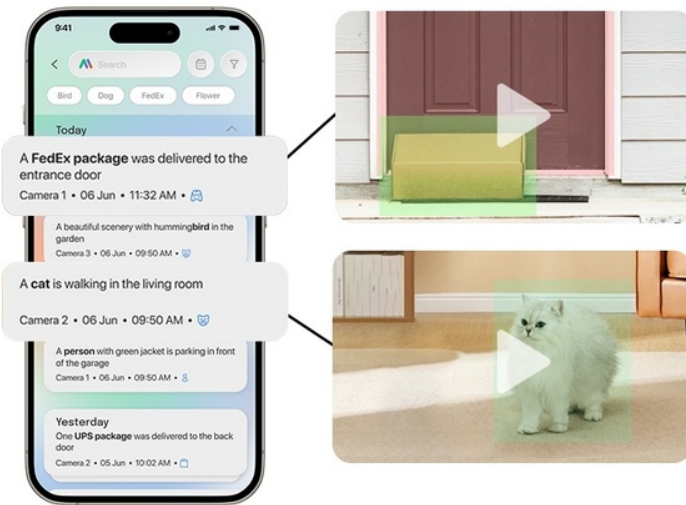 9:41
Search
Bird Dog FedEx Flower
Today
A FedEx package was delivered to the
entrance door
Camera 1 • 06 Jun • 11:32 AM •
A beautiful scenery with hummingbird in the
garden
Camera 3 • 06 Jun • 09:50 AM •
A cat is walking in the living room
Camera 2 • 06 Jun • 09:50 AM •
A person with green jacket is parking in front
of the garage
Camera 1 • 06 Jun • 09:50 AM •
Yesterday
One UPS package was delivered to the back
door
Camera 2 • 05 Jun • 10:02 AM •